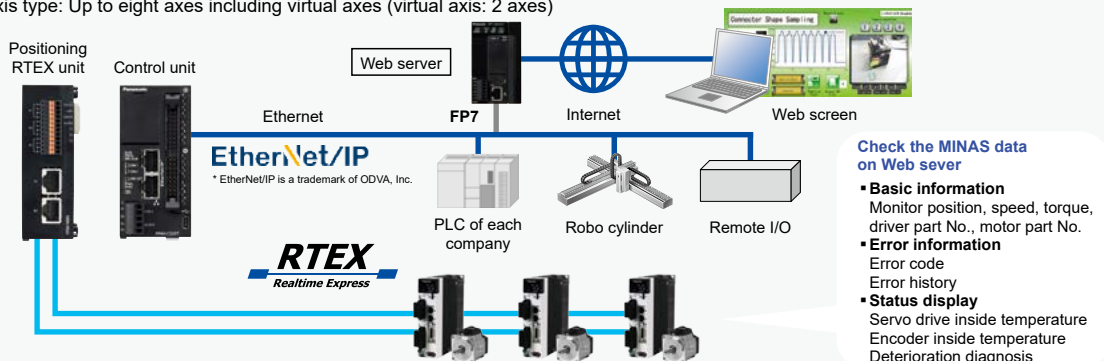 xis type: Up to eight axes including virtual axes (virtual axis: 2 axes)
Positioning
RTEX unit
Control unit
Web server
FP7
Internet
Connector Shape Sampling
Web screen
Ethernet
EtherNet/IP
* EtherNet/IP is a trademark of ODVA, Inc.
PLC of each
company
Robo cylinder
Remote I/O
RTEX
Realtime Express
Check the MINAS data
on Web sever
▪ Basic information
Monitor position, speed, torque,
driver part No., motor part No.
▪ Error information
Error code
Error history
▪ Status display
Servo drive inside temperature
Encoder inside temperature
Deterioration diagnosis